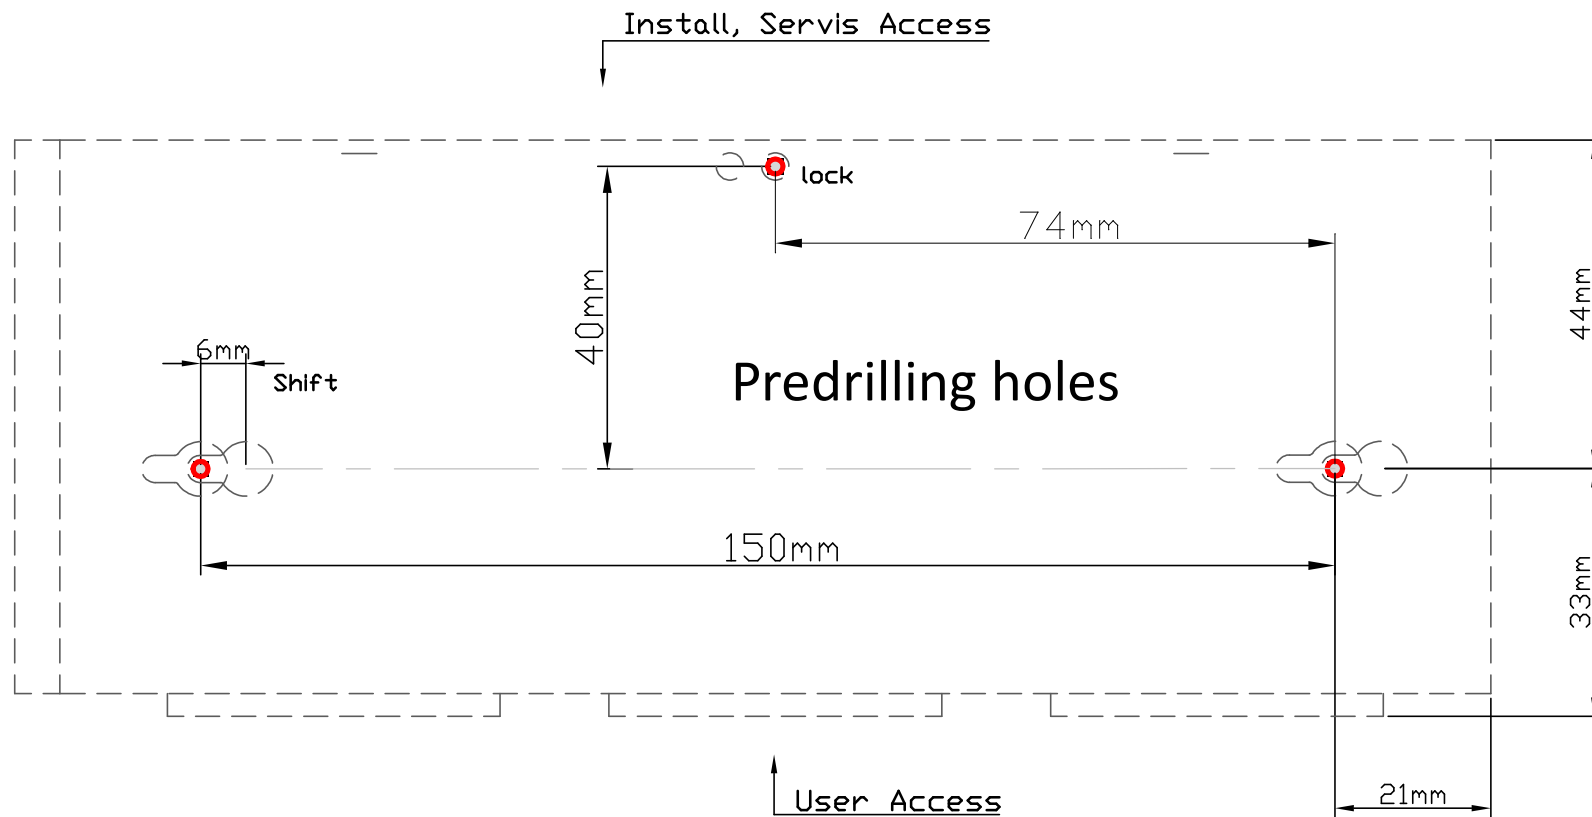 Install, Servis Access
lock
74mm
40mm
44mm
6mm
Shift
Predrilling holes
150mm
33mm
21mm
User Access